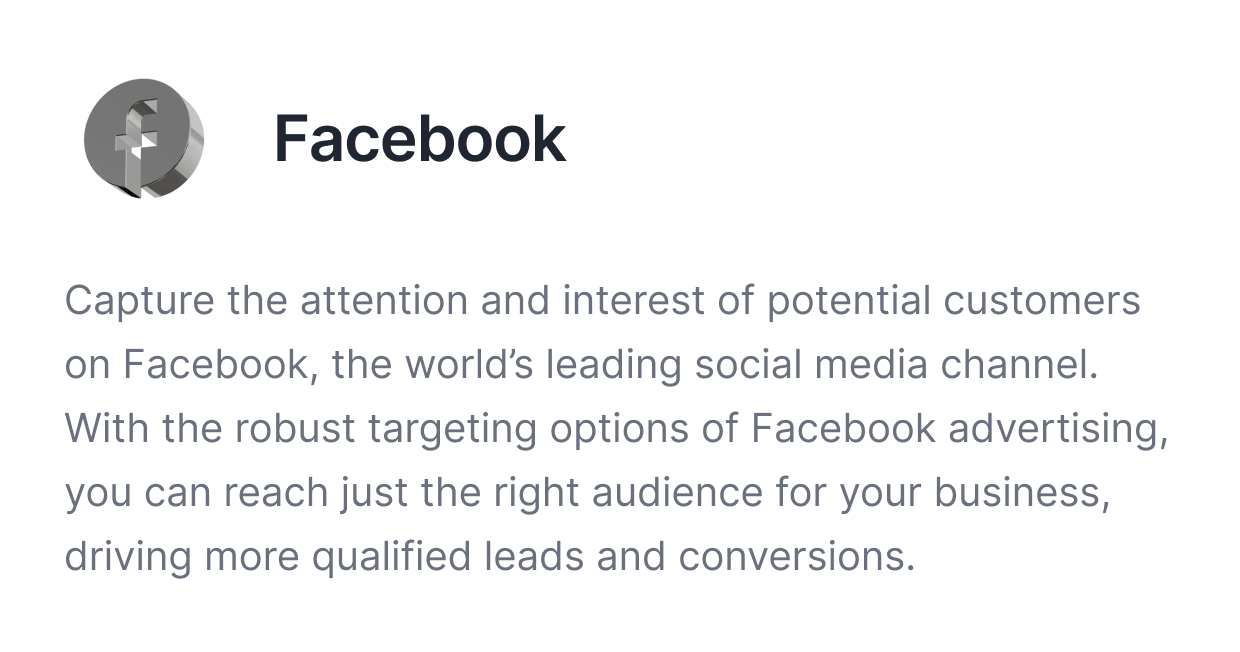 Facebook
Capture the attention and interest of potential customers
on Facebook, the world’s leading social media channel.
With the robust targeting options of Facebook advertising,
you can reach just the right audience for your business,
driving more qualified leads and conversions.